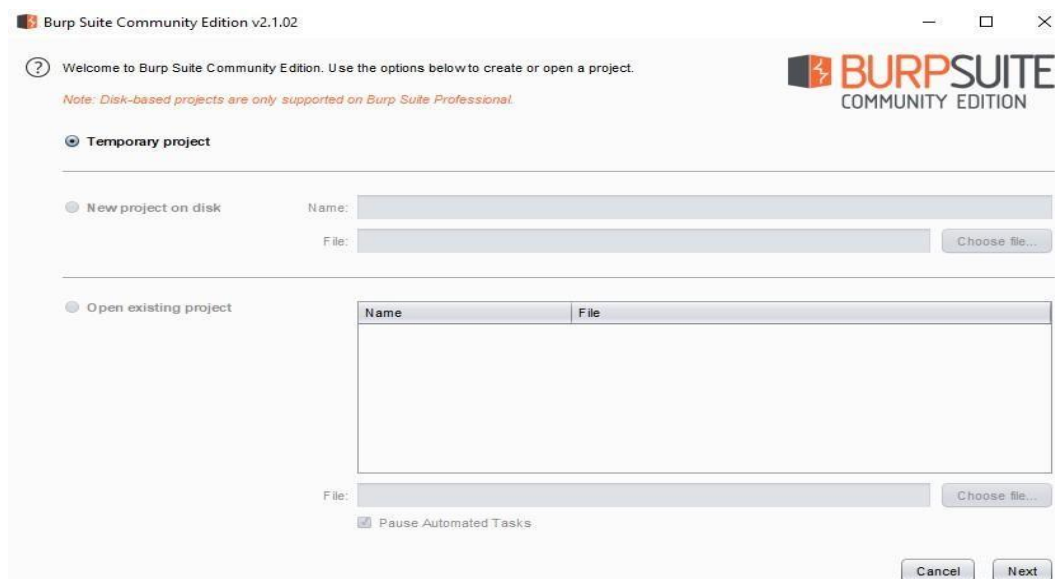 Burp Suite Community Edition v2.1.02
Welcome to Burp Suite Community Edition. Use the options below to create or open a project.
BURPSUITE
COMMUNITY EDITION
Note: Disk-based projects are only supported on Burp Suite Professional.
Temporary project
New project on disk
Name:
File:
Choose file...
Open existing project
Name
File
File:
Choose file...
Pause Automated Tasks
Cancel
Next